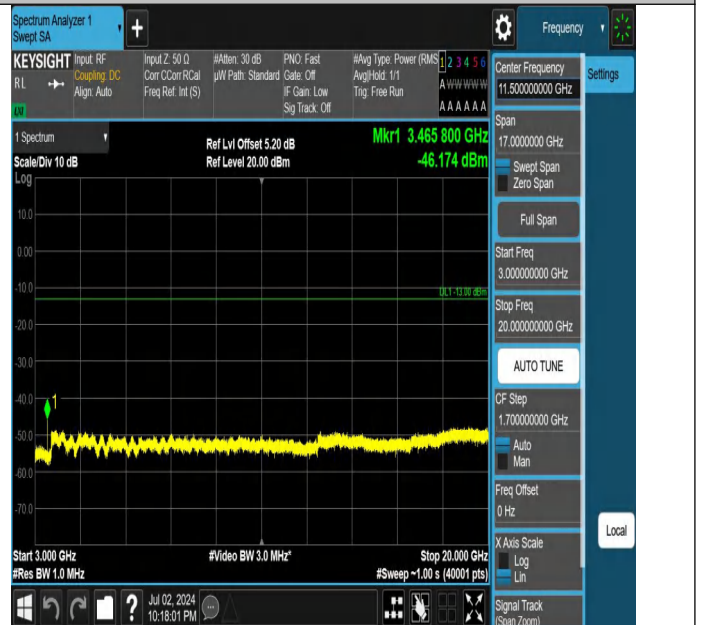 Spectrum Analyzer 1
Swept SA
+
Frequency
KEYSIGHT
RL
Input: RF
Coupling: DC
Align: Auto
Input Z: 50 Ω
Corr CCorr RCal
Freq Ref: Int (S)
#Atten: 30 dB
µW Path: Standard
PNO: Fast
Gate: Off
IF Gain: Low
Sig Track: Off
#Avg Type: Power (RMS
Avg|Hold: 1/1
Trig: Free Run
1 2 3 4 5 6
A W W W W W
A A A A A A
1 Spectrum
Scale/Div 10 dB
Log
Ref Lvl Offset 5.20 dB
Ref Level 20.00 dBm
Mkr1 3.465 800 GHz
-46.174 dBm
10.0
0.00
-10.0
DL1 -13.00 dBm
-20.0
-30.0
-40.0
1
-50.0
-60.0
-70.0
Start 3.000 GHz
#Res BW 1.0 MHz
#Video BW 3.0 MHz*
Stop 20.000 GHz
#Sweep ~1.00 s (40001 pts)
Center Frequency
11.500000000 GHz
Settings
Span
17.0000000 GHz
Swept Span
Zero Span
Full Span
Start Freq
3.000000000 GHz
Stop Freq
20.000000000 GHz
AUTO TUNE
CF Step
1.700000000 GHz
Auto
Man
Freq Offset
0 Hz
X Axis Scale
Log
Lin
Local
Signal Track
(Span Zoom)
?
Jul 02, 2024
10:18:01 PM